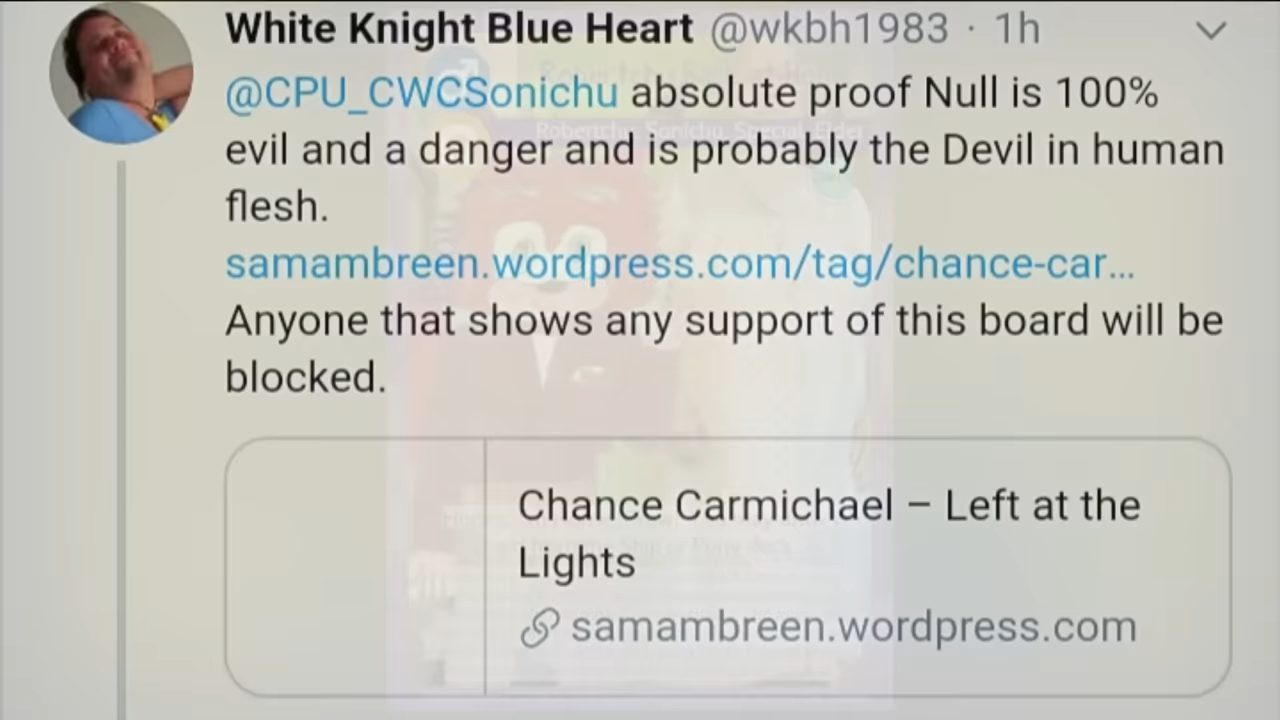 White Knight Blue Heart @wkbh1983 · 1h
@CPU_CWCSonichu absolute proof Null is 100%
evil and a danger and is probably the Devil in human
flesh.
samambreen.wordpress.com/tag/chance-car...
Anyone that shows any support of this board will be
blocked.
Chance Carmichael – Left at the
Lights
samambreen.wordpress.com